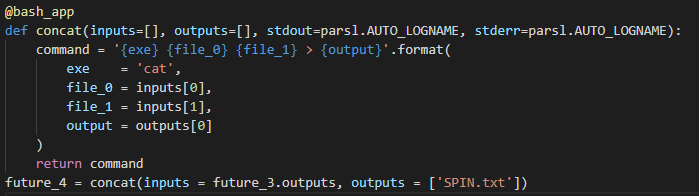 @bash_app
def concat(inputs=[], outputs=[], stdout=parsl.AUTO_LOGNAME, stderr=parsl.AUTO_LOGNAME):
    command = '{exe} {file_0} {file_1} > {output}'.format(
        exe    = 'cat',
        file_0 = inputs[0],
        file_1 = inputs[1],
        output = outputs[0]
    )
    return command
future_4 = concat(inputs = future_3.outputs, outputs = ['SPIN.txt'])